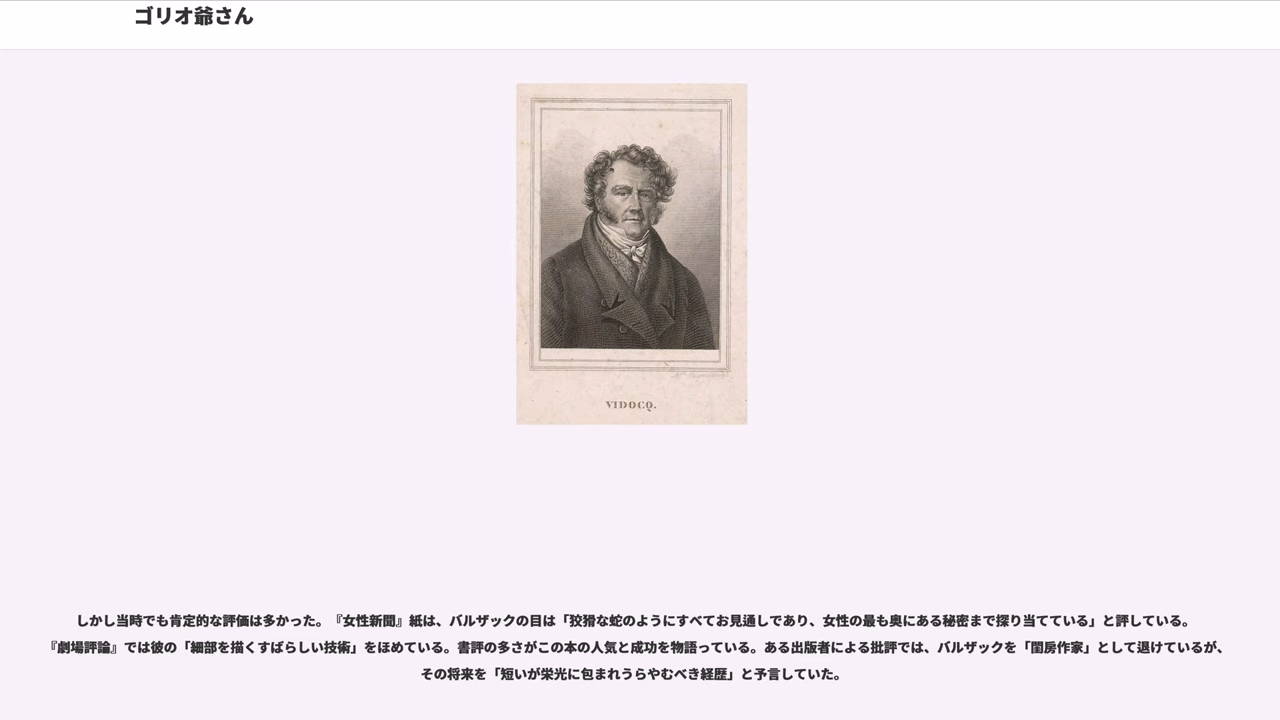 ゴリオ爺さん
VIDOCQ.
しかし当時でも肯定的な評価は多かった。『女性新聞』紙は、バルザックの目は「狡猾な蛇のようにすべてお見通しであり、女性の最も奥にある秘密まで探り当てている」と評している。
『劇場評論』では彼の「細部を描くすばらしい技術」をほめている。書評の多さがこの本の人気と成功を物語っている。ある出版者による批評では、バルザックを「閨房作家」として退けているが、
その将来を「短いが栄光に包まれうらやむべき経歴」と予言していた。